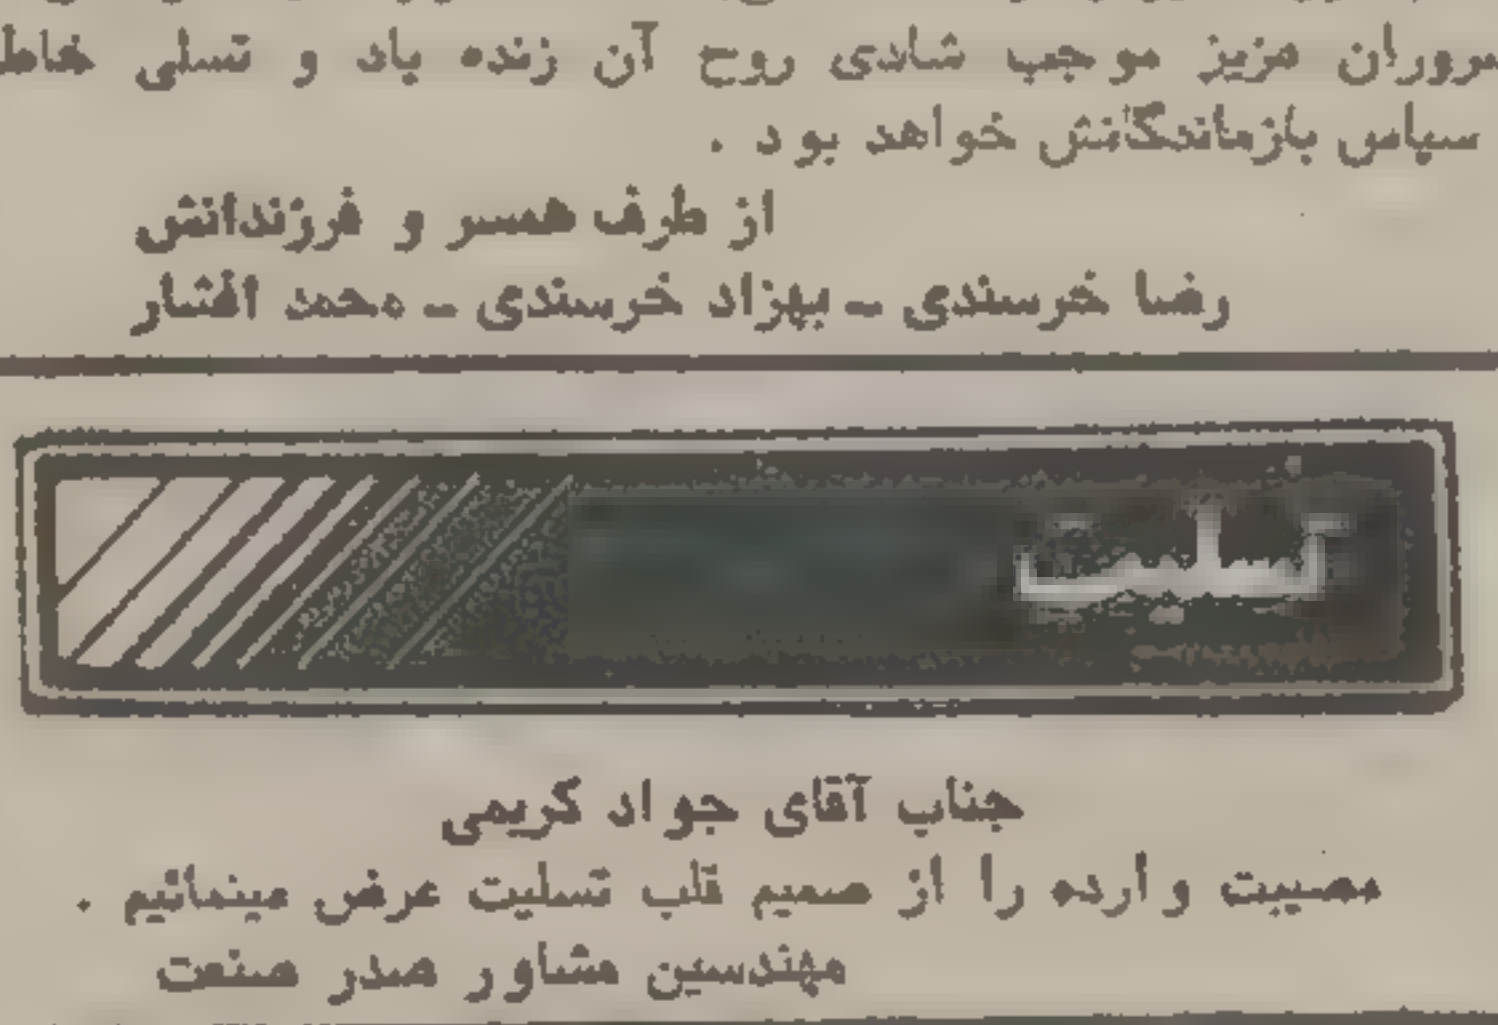 سروران عزیز موجب شادی روح آن زنده یاد و تسلی خاطر
سپاس بازماندگانش خواهد بود .
از طرف همسر و فرزندانش
رضا خرسندی ـ بهزاد خرسندی ـ محمد افشار
تسلیت
جناب آقای جواد کریمی
مصیبت وارده را از صمیم قلب تسلیت عرض مینمائیم .
مهندسین مشاور صدر صنعت